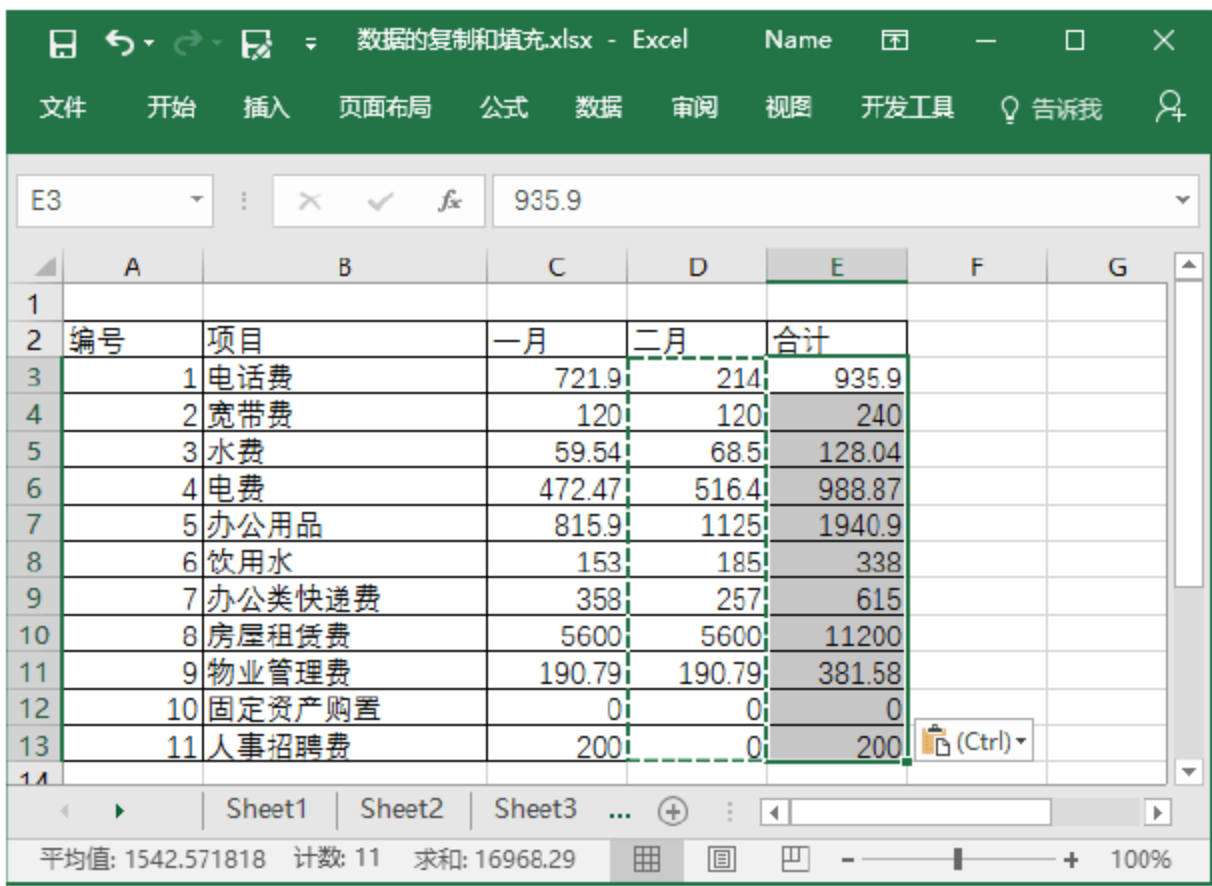 数据的复制和填充.xlsx - Excel Name
文件 开始 插入 页面布局 公式 数据 审阅 视图 开发工具 告诉我
E3 fx 935.9
A B C D E F G
1
2 编号 项目 一月 二月 合计
3 1 电话费 721.9 214 935.9
4 2 宽带费 120 120 240
5 3 水费 59.54 68.5 128.04
6 4 电费 472.47 516.4 988.87
7 5 办公用品 815.9 1125 1940.9
8 6 饮用水 153 185 338
9 7 办公类快递费 358 257 615
10 8 房屋租赁费 5600 5600 11200
11 9 物业管理费 190.79 190.79 381.58
12 10 固定资产购置 0 0 0
13 11 人事招聘费 200 0 200 (Ctrl)
14
Sheet1 Sheet2 Sheet3 ...
平均值: 1542.571818 计数: 11 求和: 16968.29 - + 100%